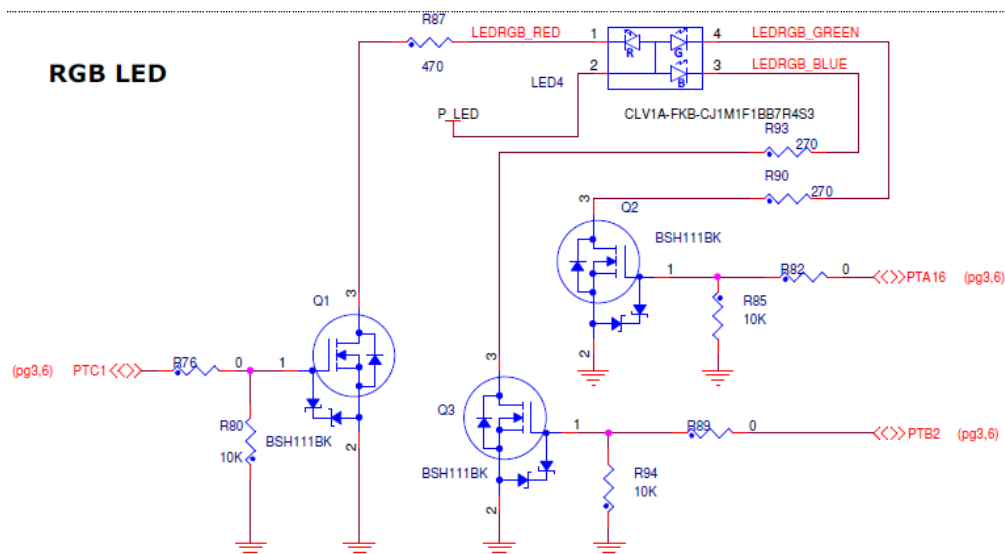 RGB LED
R87
470
LEDRGB_RED
1
2
R
G
B
4
3
LEDRGB_GREEN
LEDRGB_BLUE
LED4
P_LED
CLV1A-FKB-CJ1M1F1BB7R4S3
R93
270
R90
270
3
Q2
BSH111BK
1
R82
0
PTA16
(pg3,6)
R85
10K
2
3
Q1
(pg3,6)
PTC1
R76
0
1
R80
10K
BSH111BK
2
3
Q3
1
R89
0
PTB2
(pg3,6)
BSH111BK
R94
10K
2